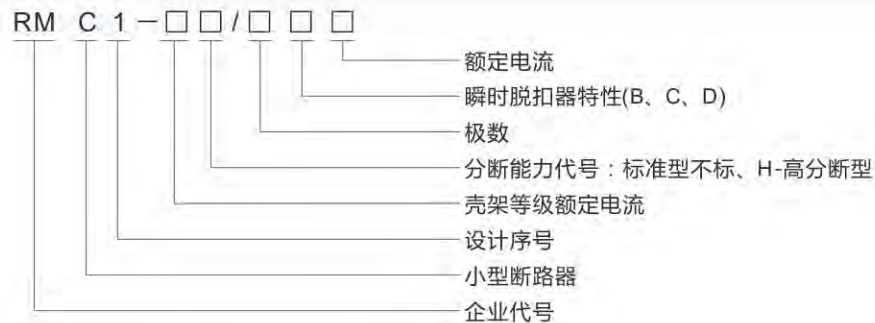 RM C 1 - □ □ / □ □ □
额定电流
瞬时脱扣器特性(B、C、D)
极数
分断能力代号：标准型不标、H-高分断型
壳架等级额定电流
设计序号
小型断路器
企业代号